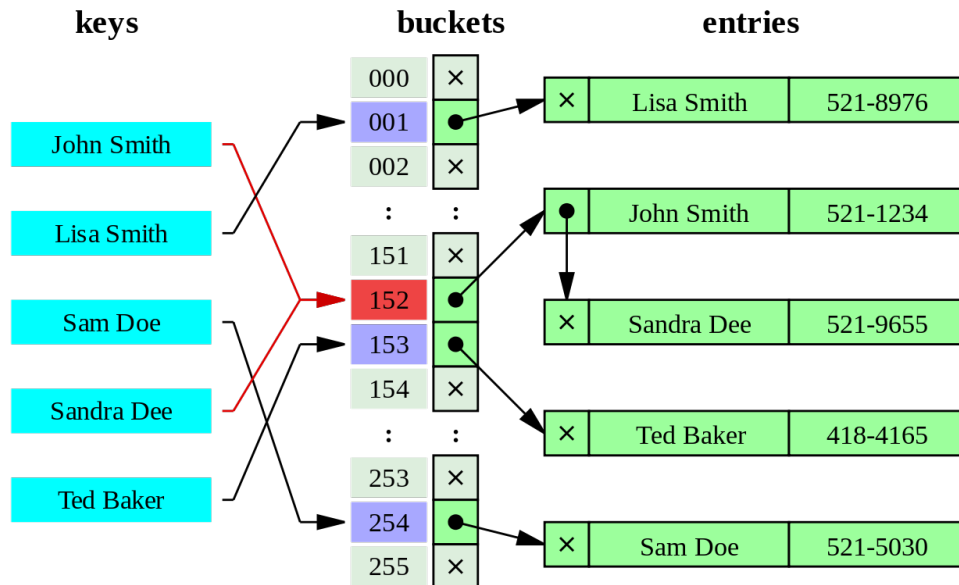 keys
buckets
entries
John Smith
Lisa Smith
Sam Doe
Sandra Dee
Ted Baker
000 ×
001
002 ×
: :
151 ×
152
153
154 ×
: :
253 ×
254
255 ×
× Lisa Smith 521-8976
John Smith 521-1234
× Sandra Dee 521-9655
× Ted Baker 418-4165
× Sam Doe 521-5030